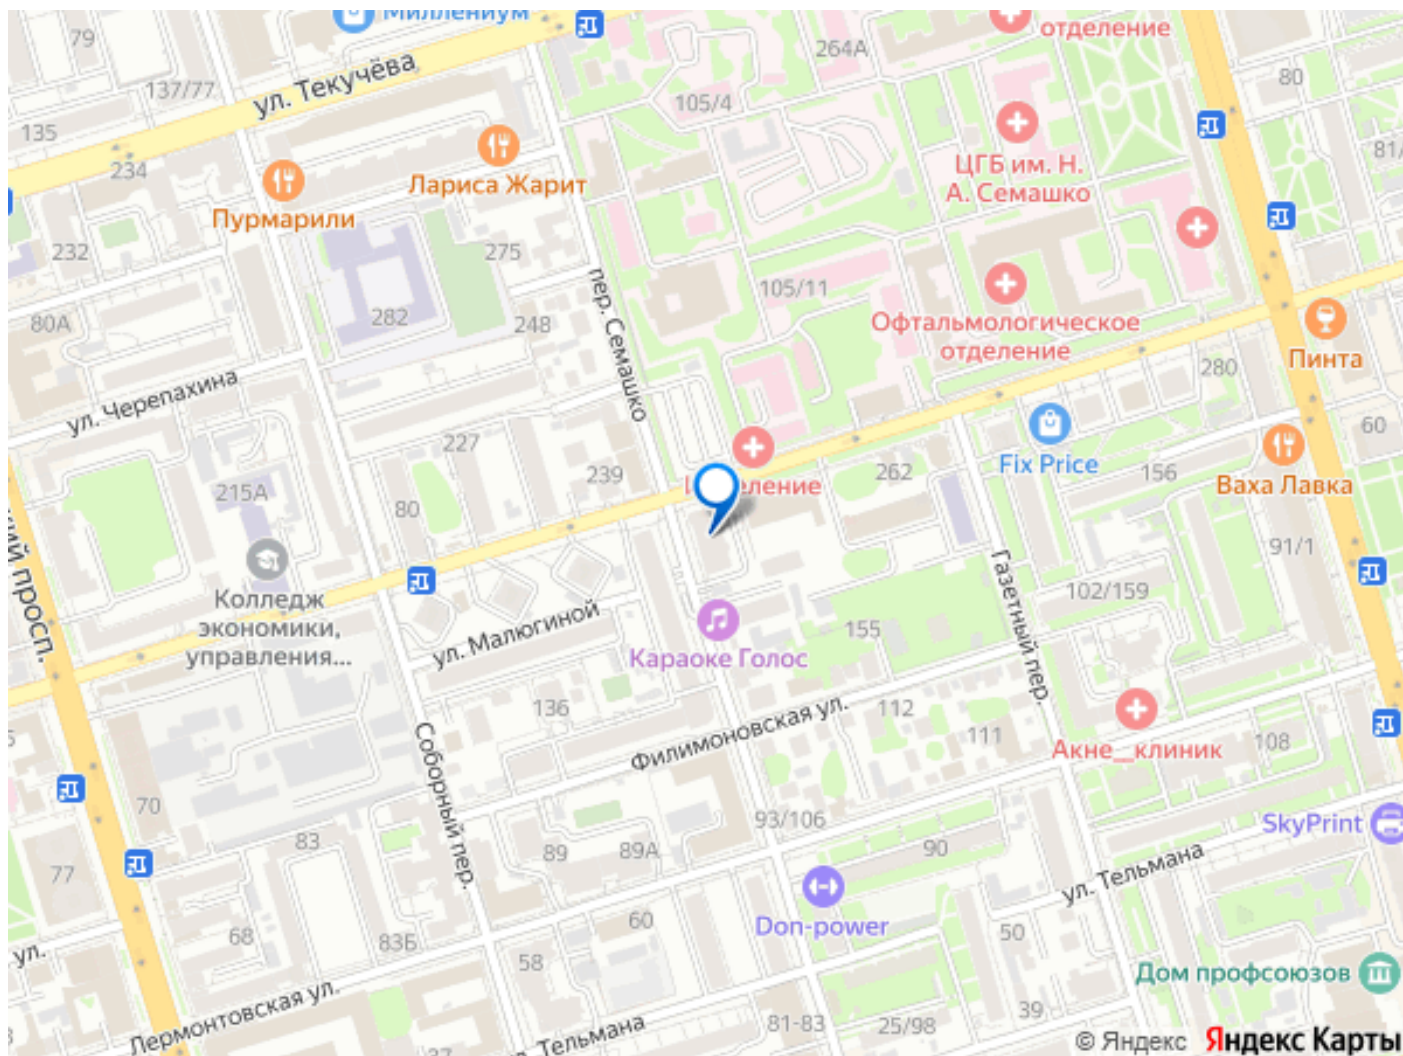 Миллениум
79
отделение
264А
80
137/77
ул. Текучёва
105/4
135
81/
ЦГБ им. Н.
А. Семашко
234
Лариса Жарит
Пурмарили
232
275
пер. Семашко
105/11
80А
282
248
Офтальмологическое
отделение
Пинта
280
ул. Черепахина
227
239
262
60
Fix Price
156
Ваха Лавка
215А
80
91/1
Газетный пер.
102/159
Колледж
экономики,
управления...
ул. Малюгиной
155
Караоке Голос
просп.
136
112
111
Филимоновская ул.
Соборный пер.
Акне__клиник
108
70
83
93/106
SkyPrint
77
89
89А
90
ул. Тельмана
68
83Б
60
Don-power
50
ул.
58
Дом профсоюзов
Лермонтовская ул.
39
81-83
25/98
37
Тельмана
© Яндекс Яндекс Карты